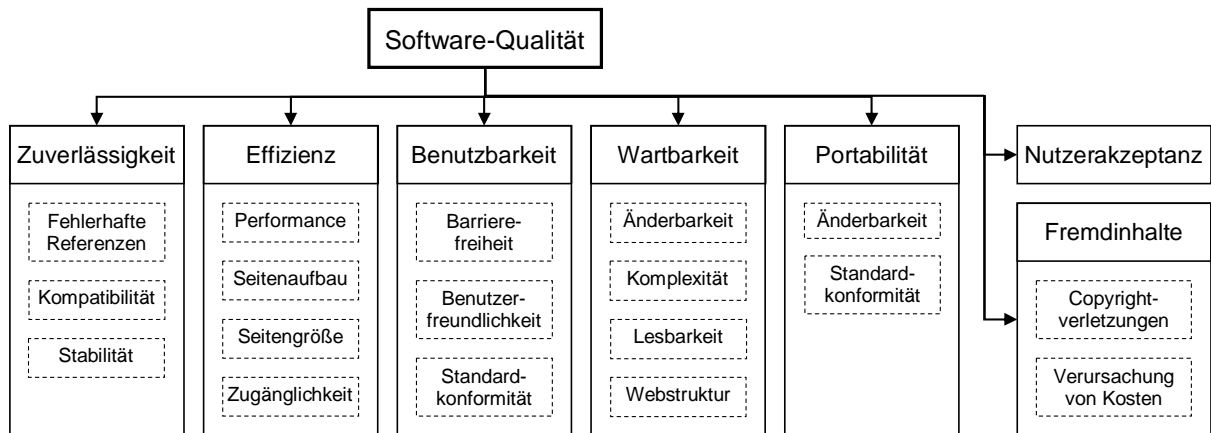 Software-Qualität
Zuverlässigkeit
Fehlerhafte
Referenzen
Kompatibilität
Stabilität
Effizienz
Performance
Seitenaufbau
Seitengröße
Zugänglichkeit
Benutzbarkeit
Barriere-
freiheit
Benutzer-
freundlichkeit
Standard-
konformität
Wartbarkeit
Änderbarkeit
Komplexität
Lesbarkeit
Webstruktur
Portabilität
Änderbarkeit
Standard-
konformität
Nutzerakzeptanz
Fremdinhalte
Copyright-
verletzungen
Verursachung
von Kosten